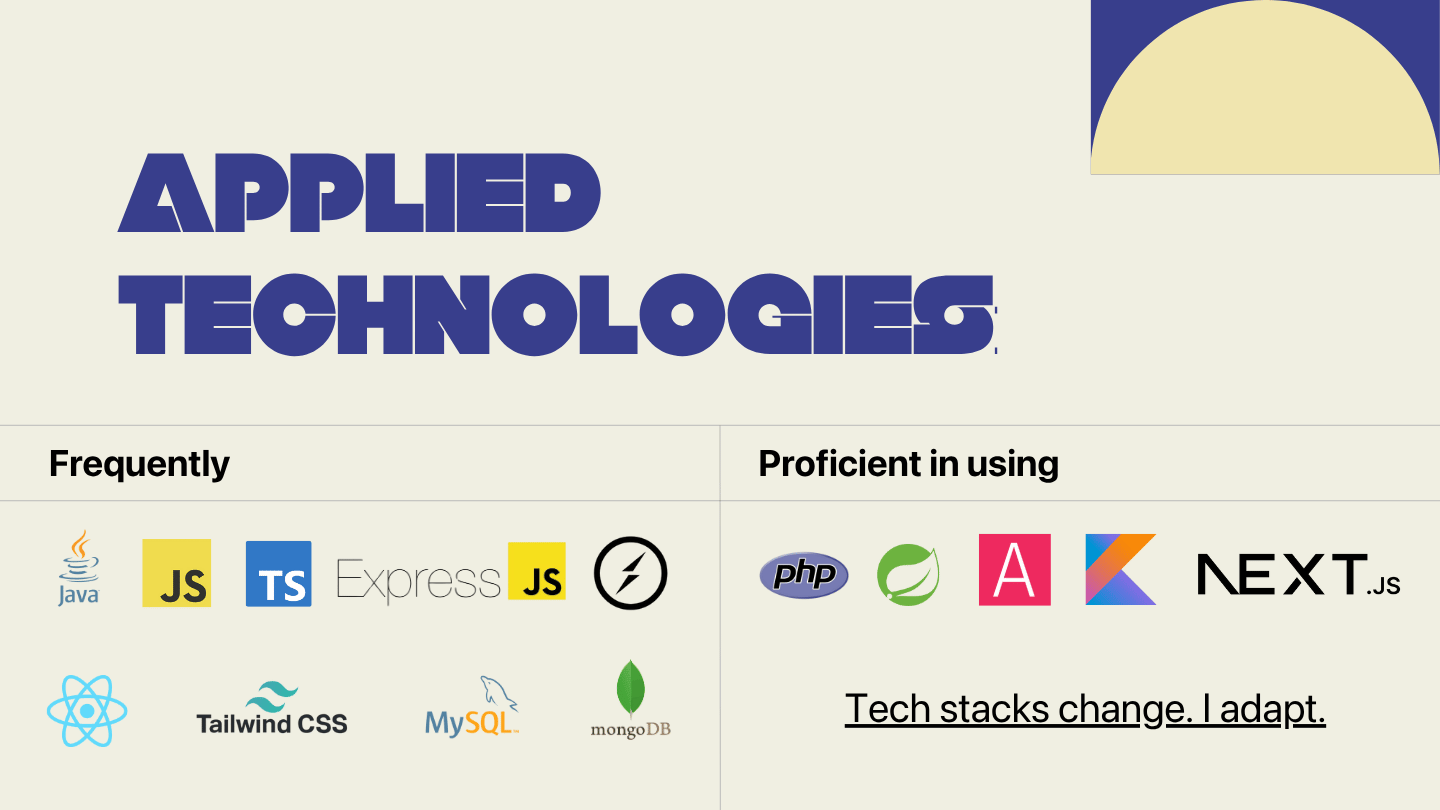 APPLIED
TECHNOLOGIES:
Frequently
Proficient in using
Java
JS
TS
Express JS
php
A
NEXT.JS
Tailwind CSS
MySQL™
mongoDB
Tech stacks change. I adapt.